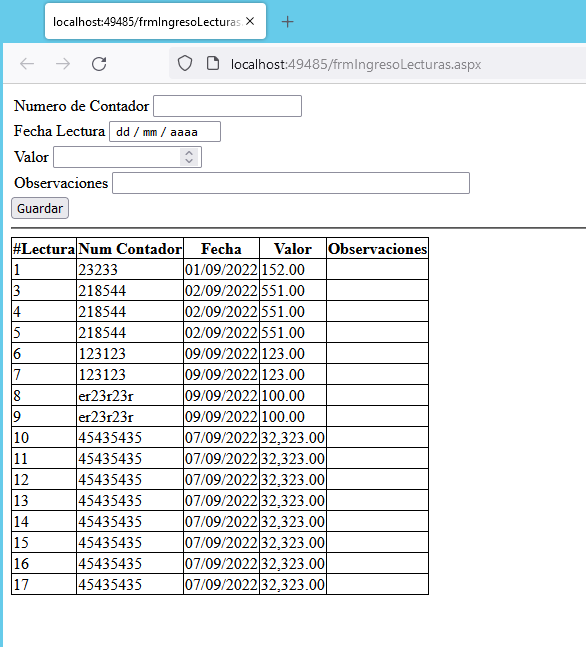 localhost:49485/frmIngresoLecturas.
localhost:49485/frmIngresoLecturas.aspx
Numero de Contador
Fecha Lectura dd / mm / aaaa
Valor
Observaciones
Guardar
#Lectura Num Contador Fecha Valor Observaciones
1 23233 01/09/2022 152.00
3 218544 02/09/2022 551.00
4 218544 02/09/2022 551.00
5 218544 02/09/2022 551.00
6 123123 09/09/2022 123.00
7 123123 09/09/2022 123.00
8 er23r23r 09/09/2022 100.00
9 er23r23r 09/09/2022 100.00
10 45435435 07/09/2022 32,323.00
11 45435435 07/09/2022 32,323.00
12 45435435 07/09/2022 32,323.00
13 45435435 07/09/2022 32,323.00
14 45435435 07/09/2022 32,323.00
15 45435435 07/09/2022 32,323.00
16 45435435 07/09/2022 32,323.00
17 45435435 07/09/2022 32,323.00